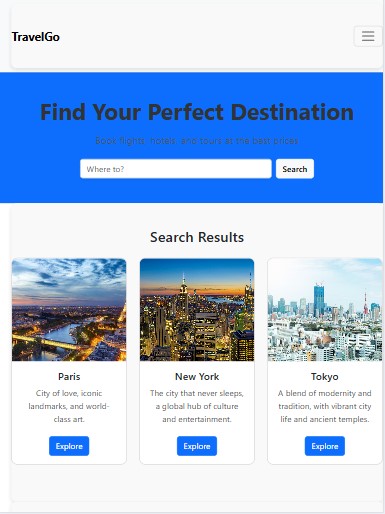 TravelGo
Find Your Perfect Destination
Book flights, hotels, and tours at the best prices
Where to?
Search
Search Results
Paris
City of love, iconic
landmarks, and world-
class art.
Explore
New York
The city that never sleeps,
a global hub of culture
and entertainment.
Explore
Tokyo
A blend of modernity and
tradition, with vibrant city
life and ancient temples.
Explore